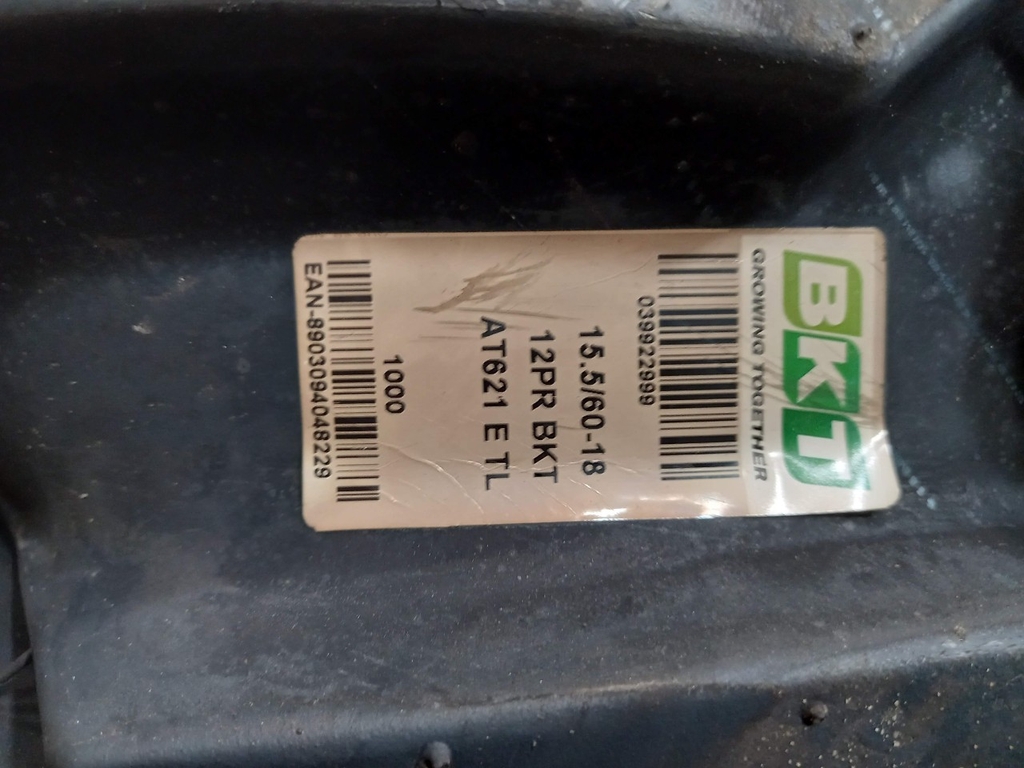 BKT
GROWING TOGETHER
039922999
15.5/60-18
12PR BKT
AT621 E TL
1000
EAN-8903094048229